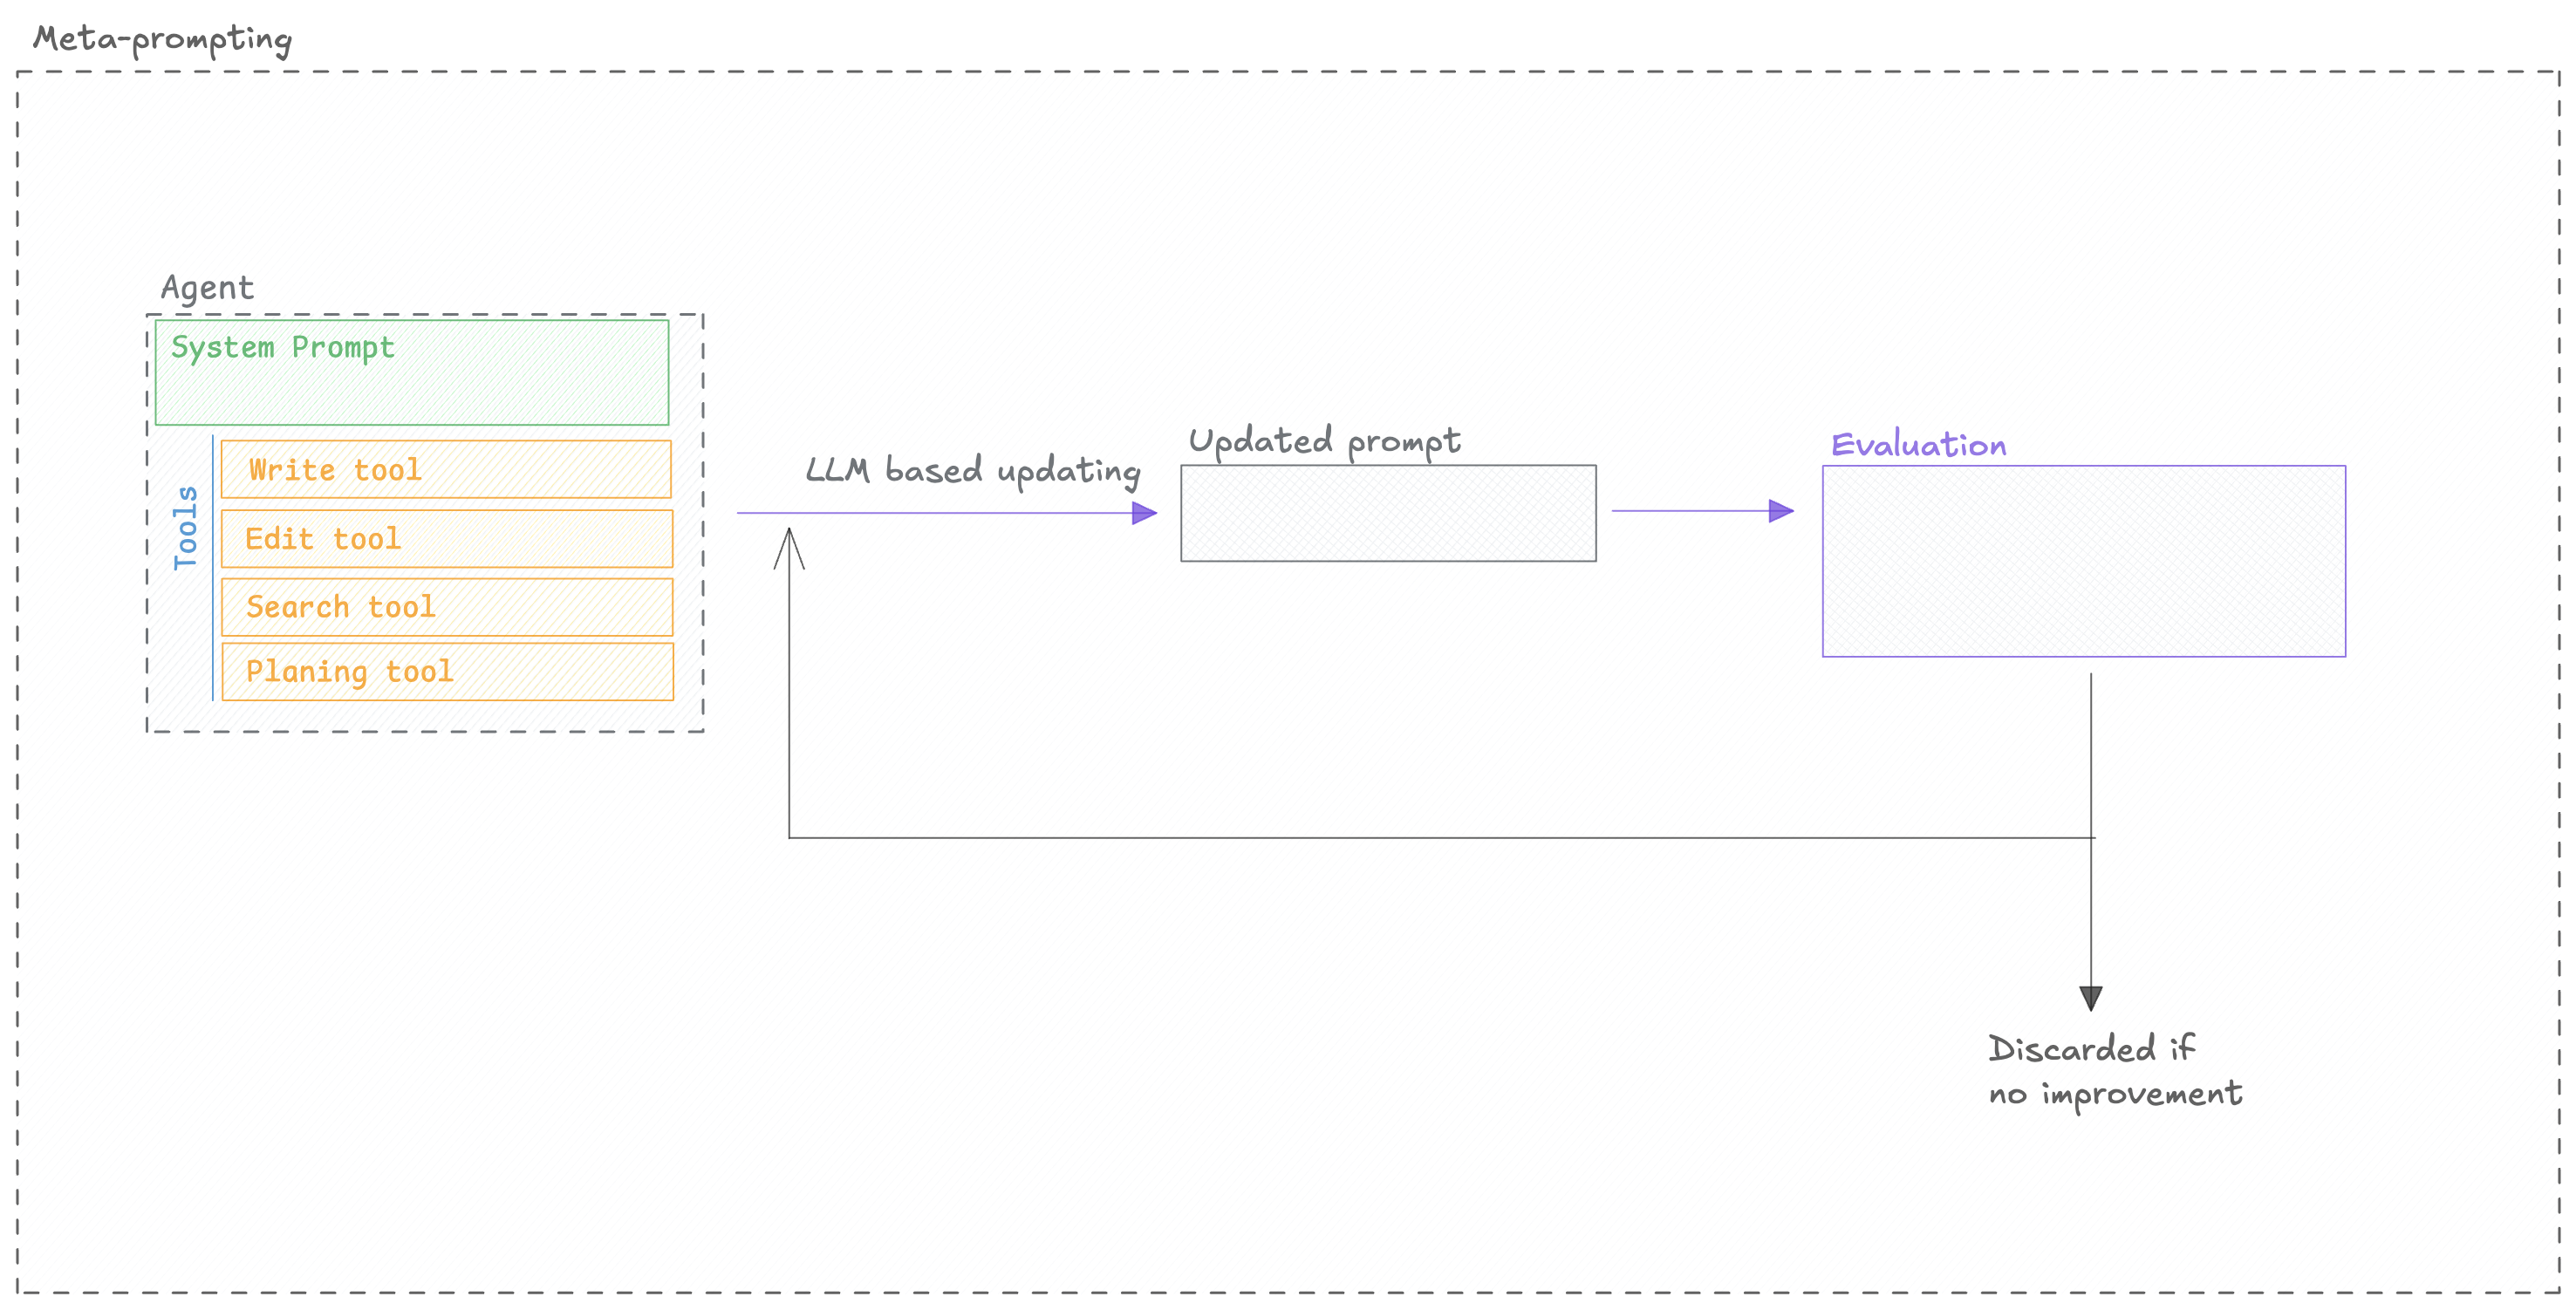 Meta-prompting
Agent
System Prompt
Tools
Write tool
Edit tool
Search tool
Planing tool
LLM based updating
Updated prompt
Evaluation
Discarded if
no improvement